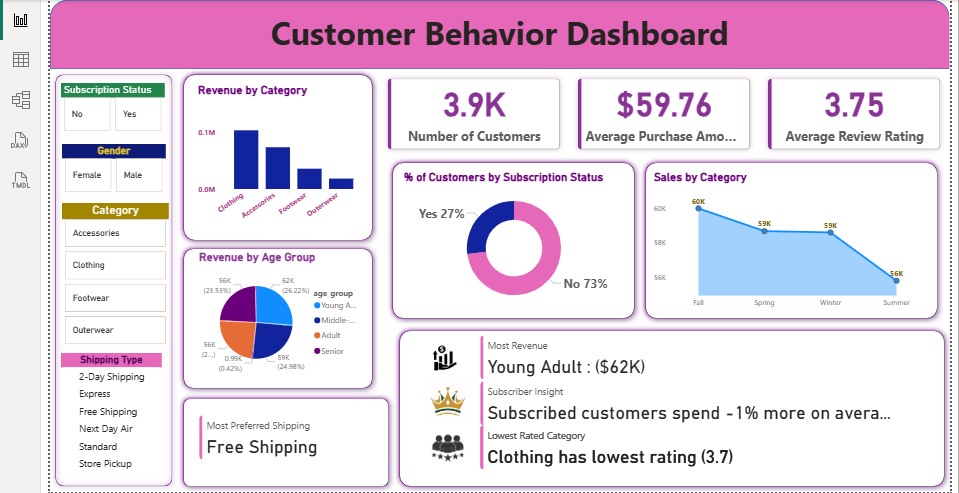 Customer Behavior Dashboard
DAX
TMDL
Subscription Status
No
Yes
Gender
Female
Male
Category
Accessories
Clothing
Footwear
Outerwear
Shipping Type
2-Day Shipping
Express
Free Shipping
Next Day Air
Standard
Store Pickup
Revenue by Category
0.1M
0.0M
Clothing
Accessories
Footwear
Outerwear
Revenue by Age Group
56K
(23.53%)
62K
(26.22%)
56K
(2...)
0.99K
(0.42%)
59K
(24.98%)
age group
Young A...
Middle-...
Adult
Senior
Most Preferred Shipping
Free Shipping
3.9K
Number of Customers
$59.76
Average Purchase Amo...
3.75
Average Review Rating
% of Customers by Subscription Status
Yes 27%
No 73%
Sales by Category
60K
58K
56K
60K
59K
59K
56K
Fall
Spring
Winter
Summer
Most Revenue
Young Adult : ($62K)
Subscriber Insight
Subscribed customers spend -1% more on avera...
Lowest Rated Category
Clothing has lowest rating (3.7)